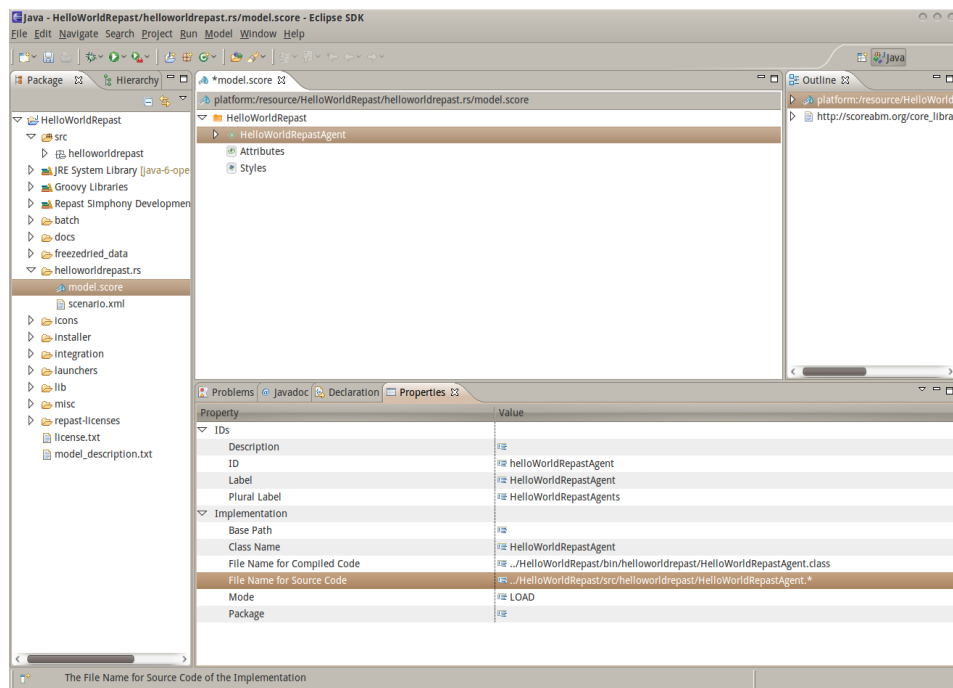 Java - HelloWorldRepast/helloworldrepast.rs/model.score - Eclipse SDK
File Edit Navigate Search Project Run Model Window Help
Java
Package
Hierarchy
*model.score
Outline
platform:/resource/HelloWorldRepast/helloworldrepast.rs/model.score
HelloWorldRepast
HelloWorldRepastAgent
Attributes
Styles
platform:/resource/HelloWorld
http://scoreabm.org/core_libra
HelloWorldRepast
src
helloworldrepast
JRE System Library [java-6-ope
Groovy Libraries
Repast Simphony Developmen
batch
docs
freezedried_data
helloworldrepast.rs
model.score
scenario.xml
icons
installer
integration
launchers
lib
misc
repast-licenses
license.txt
model_description.txt
Problems @ Javadoc Declaration Properties
Property Value
IDs
Description
ID helloWorldRepastAgent
Label HelloWorldRepastAgent
Plural Label HelloWorldRepastAgents
Implementation
Base Path
Class Name HelloWorldRepastAgent
File Name for Compiled Code ../HelloWorldRepast/bin/helloworldrepast/HelloWorldRepastAgent.class
File Name for Source Code ../HelloWorldRepast/src/helloworldrepast/HelloWorldRepastAgent.*
Mode LOAD
Package
The File Name for Source Code of the Implementation